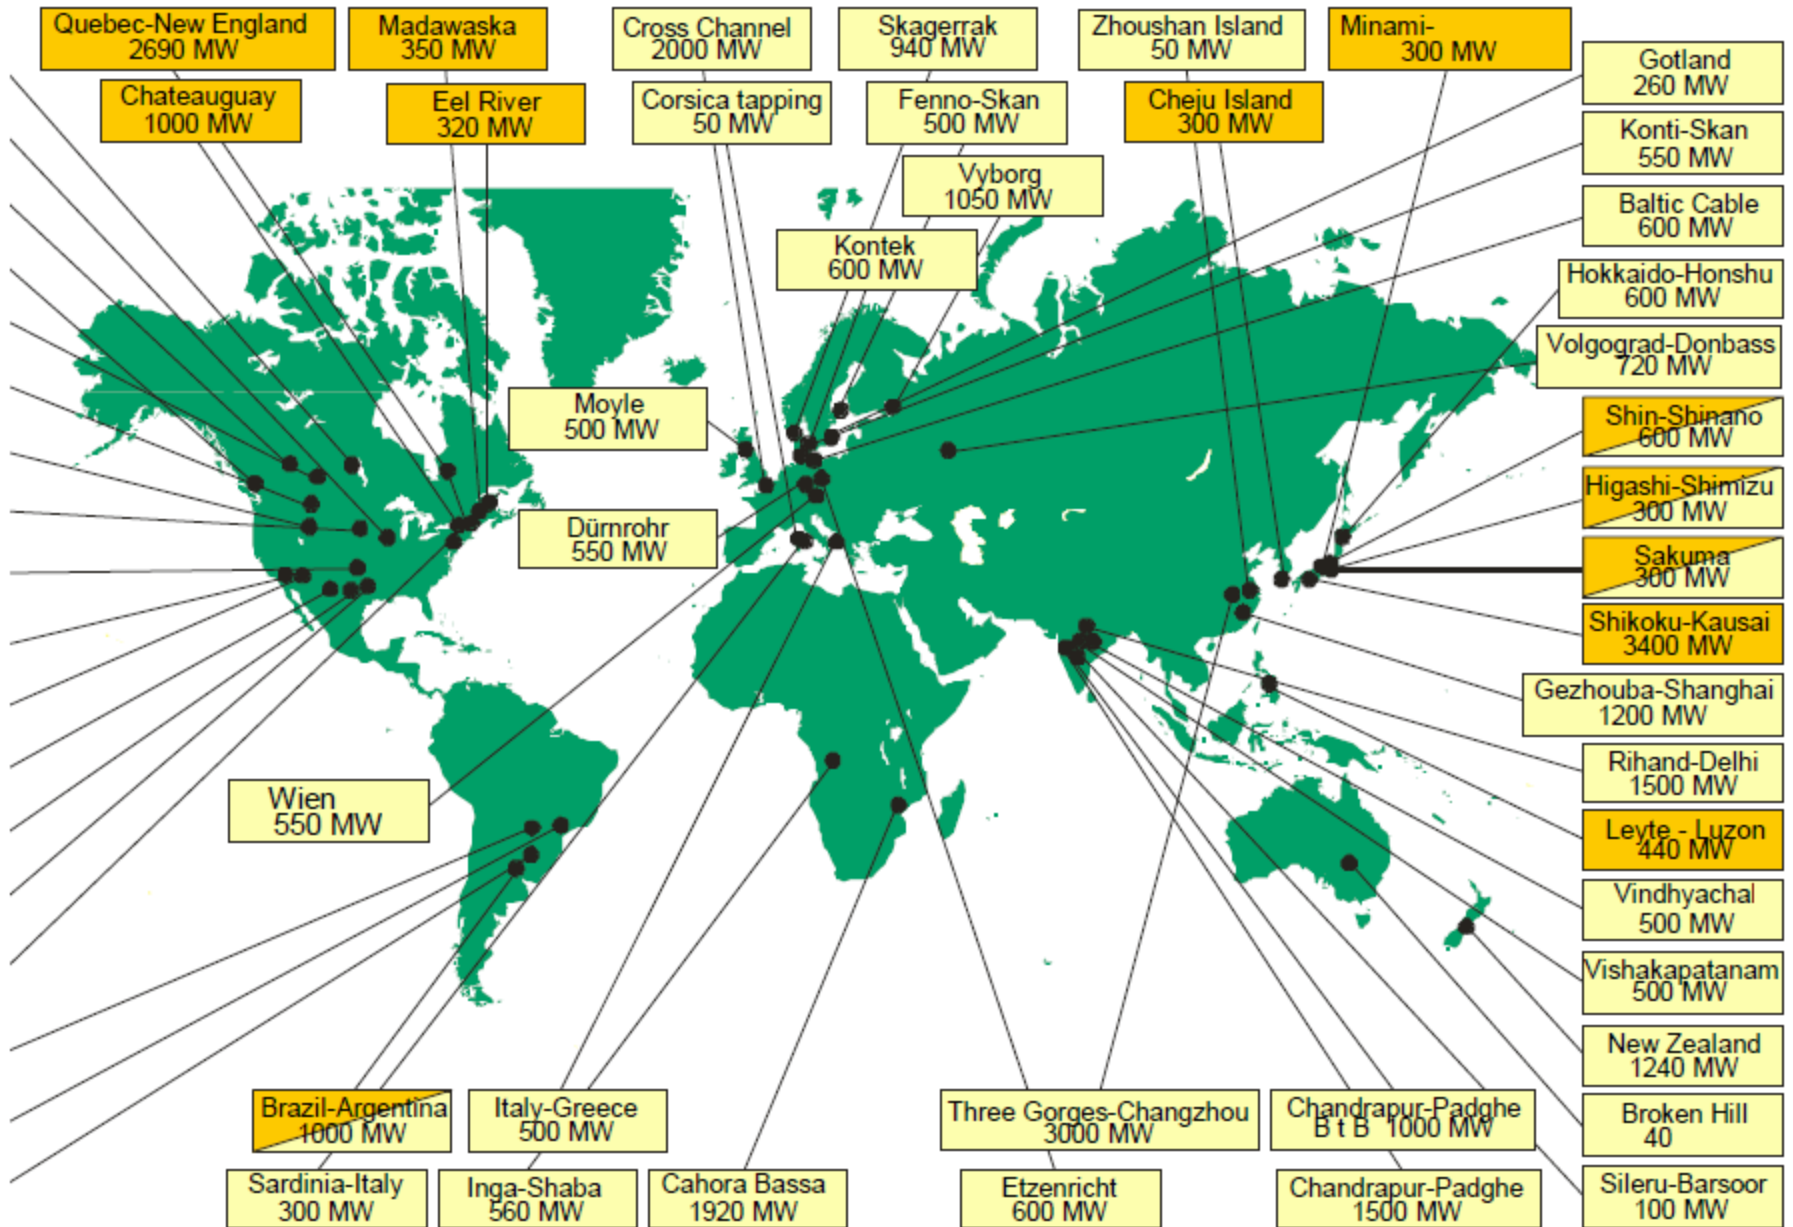 Quebec-New England
2690 MW
Madawaska
350 MW
Cross Channel
2000 MW
Skagerrak
940 MW
Zhoushan Island
50 MW
Minami-
300 MW
Gotland
260 MW
Chateauguay
1000 MW
Eel River
320 MW
Corsica tapping
50 MW
Fenno-Skan
500 MW
Cheju Island
300 MW
Konti-Skan
550 MW
Vyborg
1050 MW
Baltic Cable
600 MW
Kontek
600 MW
Hokkaido-Honshu
600 MW
Volgograd-Donbass
720 MW
Moyle
500 MW
Shin-Shinano
600 MW
Higashi-Shimizu
300 MW
Dürnrohr
550 MW
Sakuma
300 MW
Shikoku-Kausai
3400 MW
Gezhouba-Shanghai
1200 MW
Rihand-Delhi
1500 MW
Wien
550 MW
Leyte - Luzon
440 MW
Vindhyachal
500 MW
Vishakapatanam
500 MW
New Zealand
1240 MW
Brazil-Argentina
1000 MW
Italy-Greece
500 MW
Three Gorges-Changzhou
3000 MW
Chandrapur-Padghe
B t B 1000 MW
Broken Hill
40
Sardinia-Italy
300 MW
Inga-Shaba
560 MW
Cahora Bassa
1920 MW
Etzenricht
600 MW
Chandrapur-Padghe
1500 MW
Sileru-Barsoor
100 MW